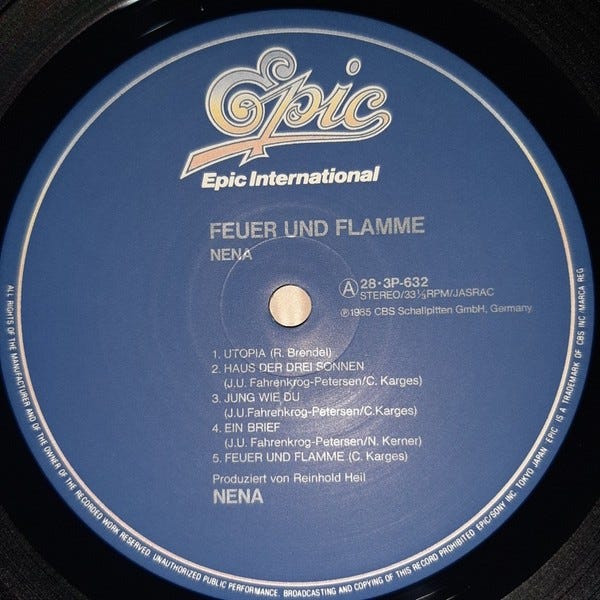 Epic
Epic International
FEUER UND FLAMME
NENA
A 28·3P-632
STEREO/33⅓RPM/JASRAC
℗1985 CBS Schallpitten GmbH, Germany
1. UTOPIA (R. Brendel)
2. HAUS DER DREI SONNEN
(J.U. Fahrenkrog-Petersen/C. Karges)
3. JUNG WIE DU
(J.U.Fahrenkrog-Petersen/C.Karges)
4. EIN BRIEF
(J.U. Fahrenkrog-Petersen/N. Kerner)
5. FEUER UND FLAMME (C. Karges)
Produziert von Reinhold Heil
NENA
ALL RIGHTS OF THE MANUFACTURER AND OF THE OWNER OF THE RECORDED WORK RESERVED. UNAUTHORIZED PUBLIC PERFORMANCE. BROADCASTING AND COPYING OF THIS RECORD PROHIBITED EPIC/SONY INC. TOKYO JAPAN "EPIC" IS A TRADEMARK OF CBS INC /MARCA REG.